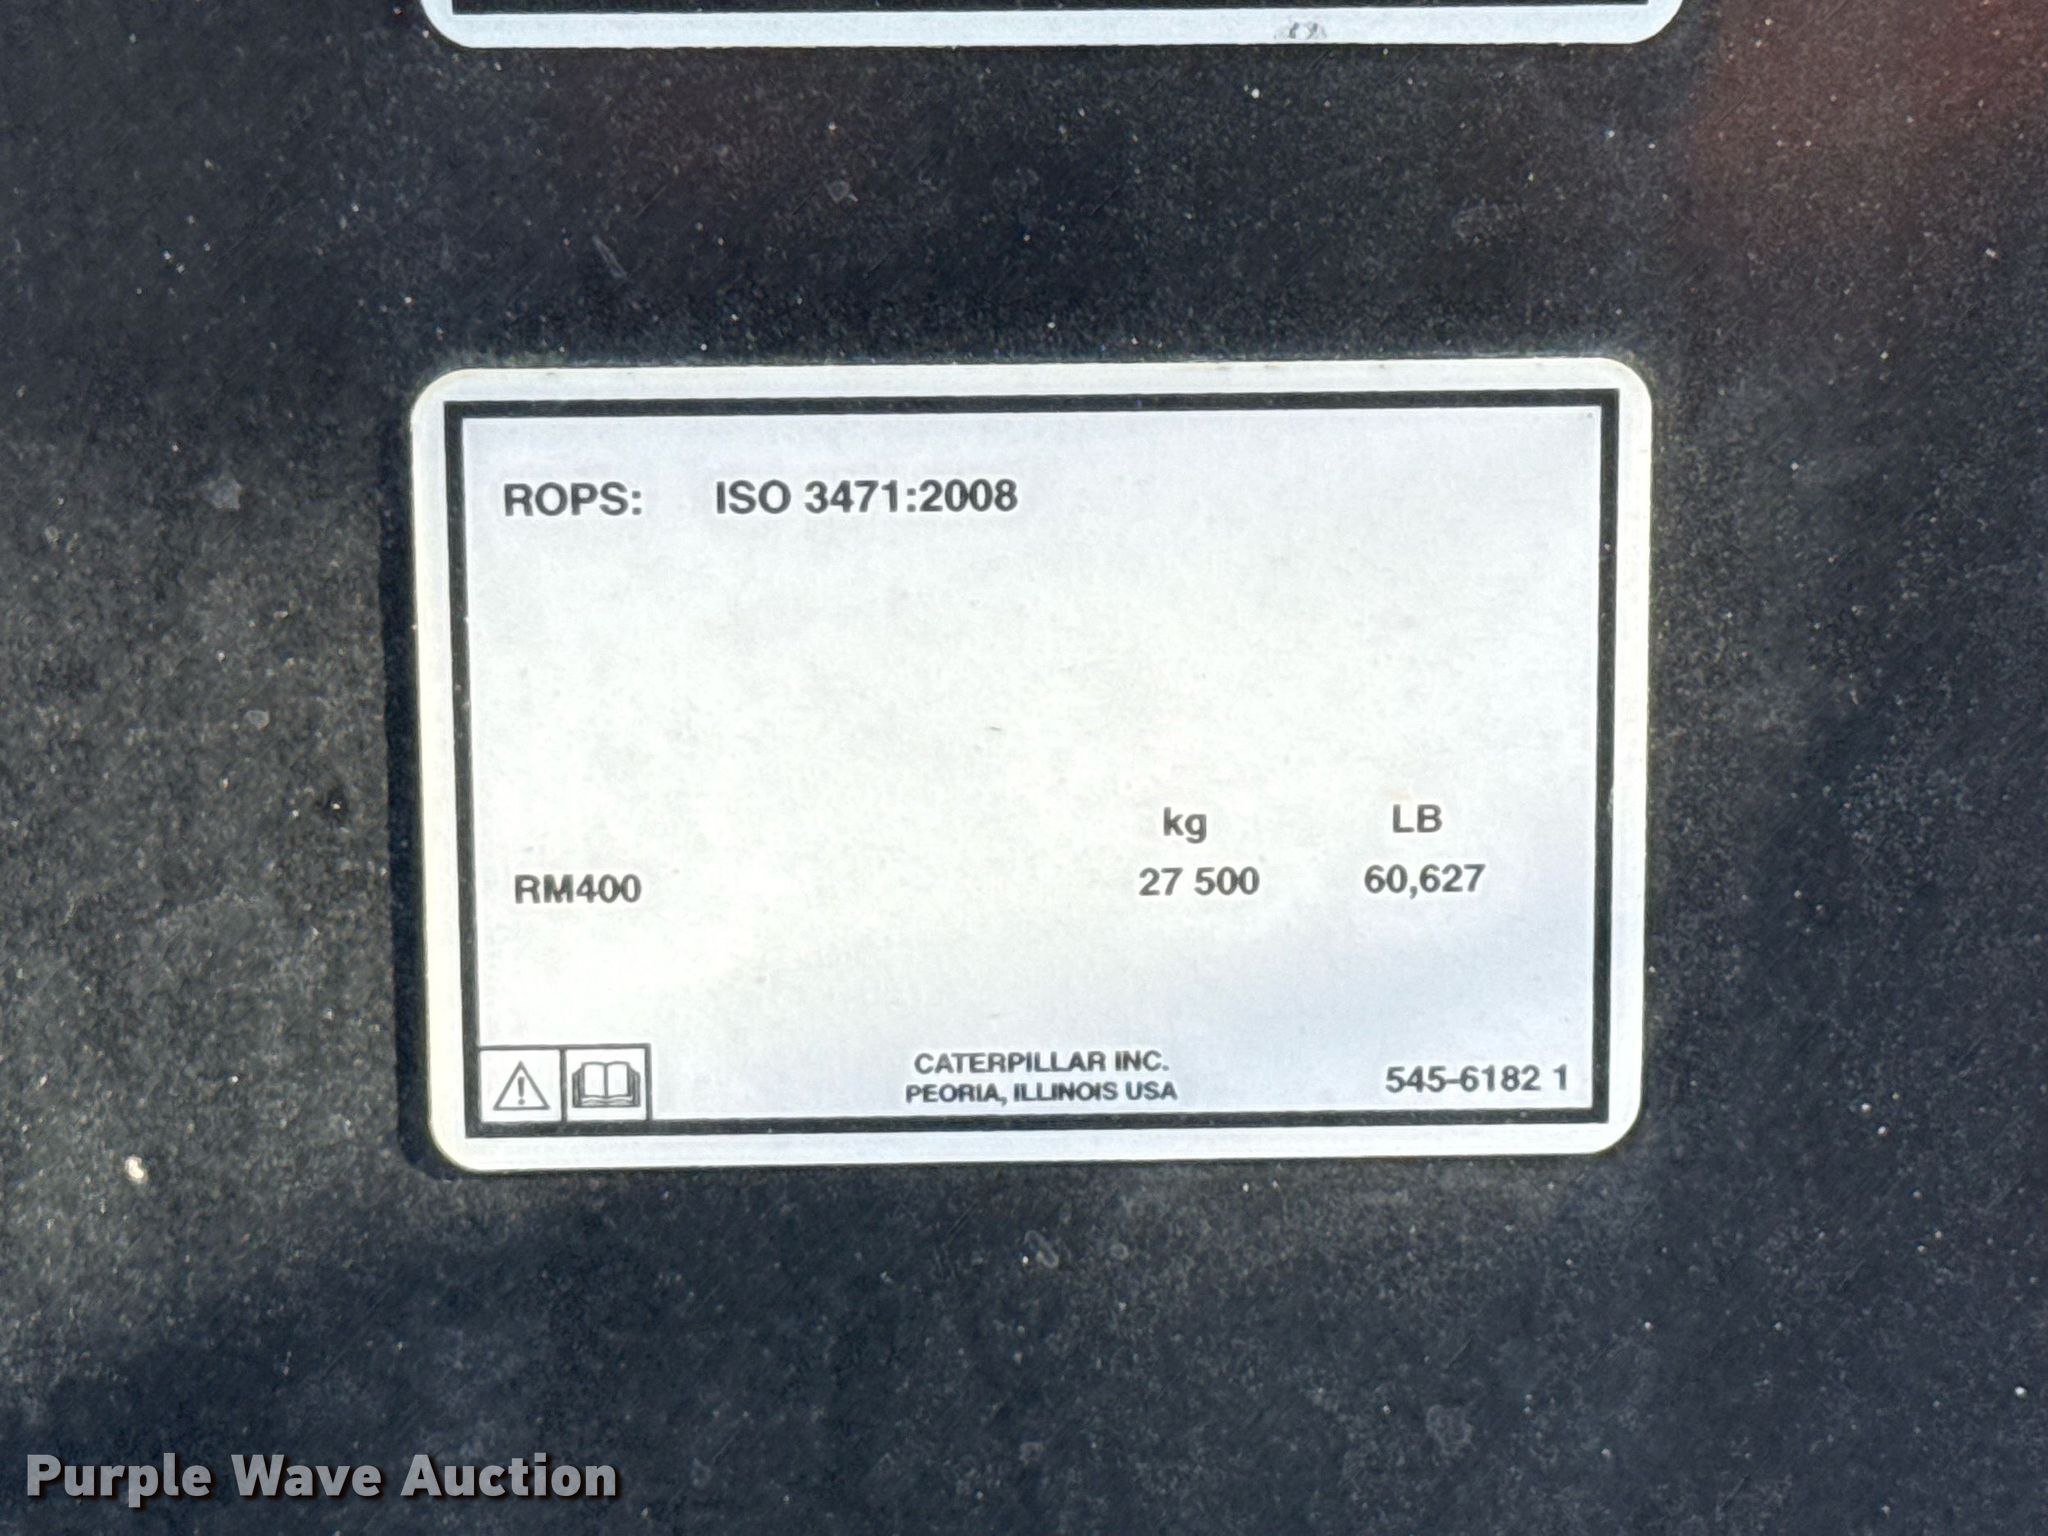 ROPS: ISO 3471:2008
kg LB
RM400 27 500 60,627
CATERPILLAR INC.
PEORIA, ILLINOIS USA
545-6182 1
Purple Wave Auction